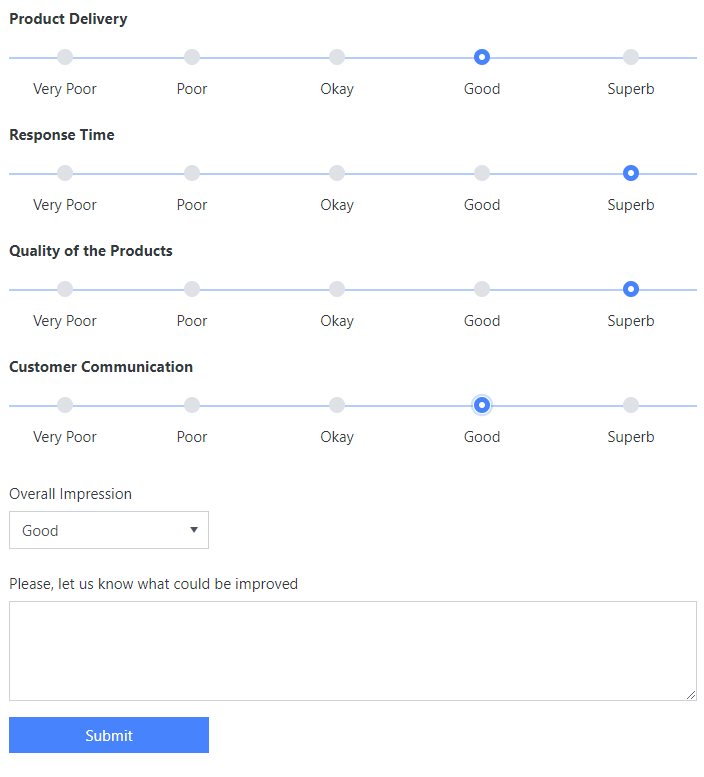 Product Delivery
Very Poor Poor Okay Good Superb
Response Time
Very Poor Poor Okay Good Superb
Quality of the Products
Very Poor Poor Okay Good Superb
Customer Communication
Very Poor Poor Okay Good Superb
Overall Impression
Good
Please, let us know what could be improved
Submit